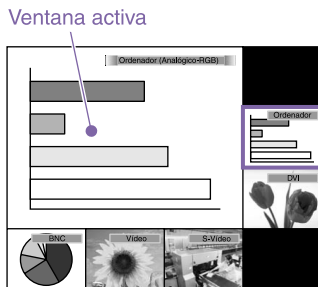 Ventana activa
Ordenador (Analógico-RGB)
Ordenador
DVI
BNC
Vídeo
S-Vídeo